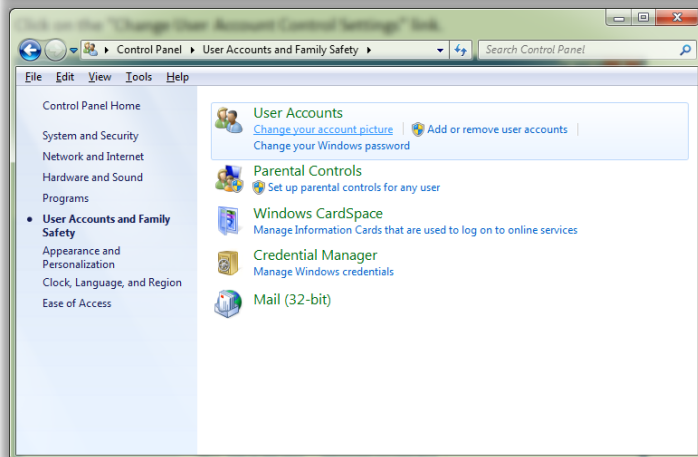 Click on the "Change User Account Control Settings" link.
Control Panel User Accounts and Family Safety Search Control Panel
File Edit View Tools Help
Control Panel Home
System and Security
Network and Internet
Hardware and Sound
Programs
User Accounts and Family
Safety
Appearance and
Personalization
Clock, Language, and Region
Ease of Access
User Accounts
Change your account picture Add or remove user accounts
Change your Windows password
Parental Controls
Set up parental controls for any user
Windows CardSpace
Manage Information Cards that are used to log on to online services
Credential Manager
Manage Windows credentials
Mail (32-bit)